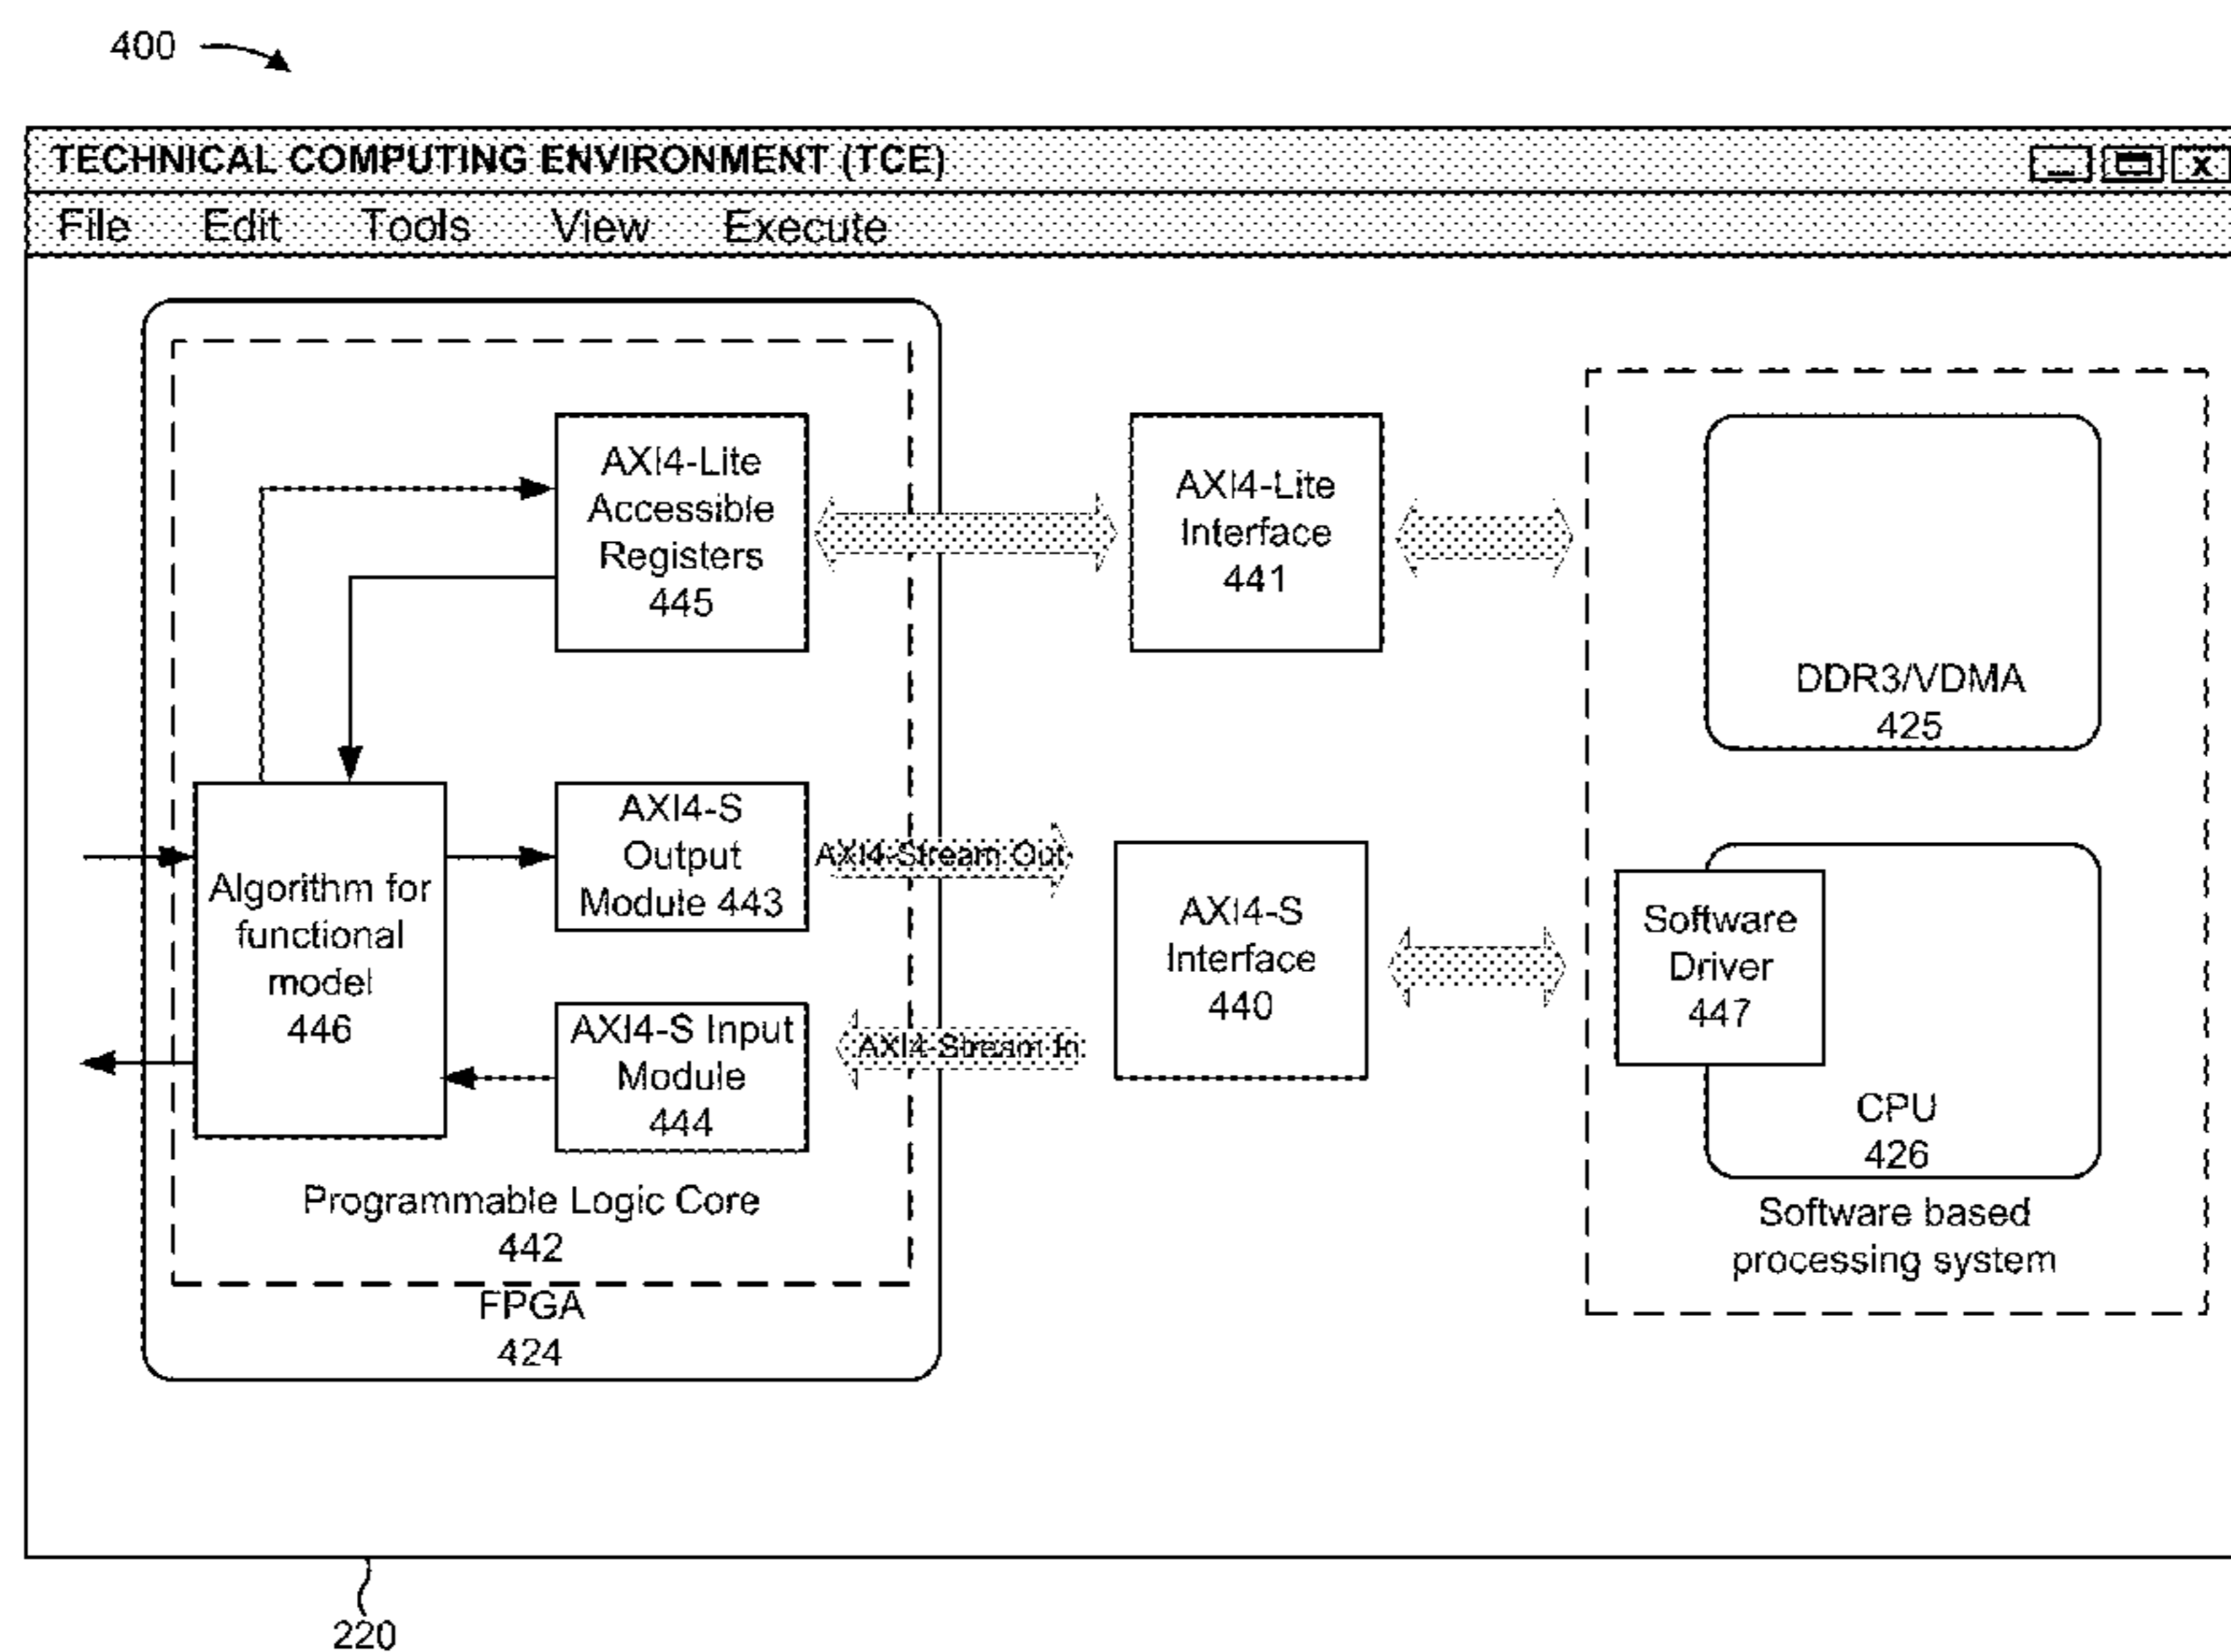 400
TECHNICAL COMPUTING ENVIRONMENT (TCE)
X
File Edit Tools View Execute
AXI4-Lite
Accessible
Registers
445
AXI4-Lite
Interface
441
DDR3/VDMA
425
Algorithm for
functional
model
446
AXI4-S
Output
Module 443
AXI4-Stream Out
AXI4-S Input
Module
444
AXI4-Stream In
AXI4-S
Interface
440
Software
Driver
447
CPU
426
Programmable Logic Core
442
FPGA
424
Software based
processing system
220